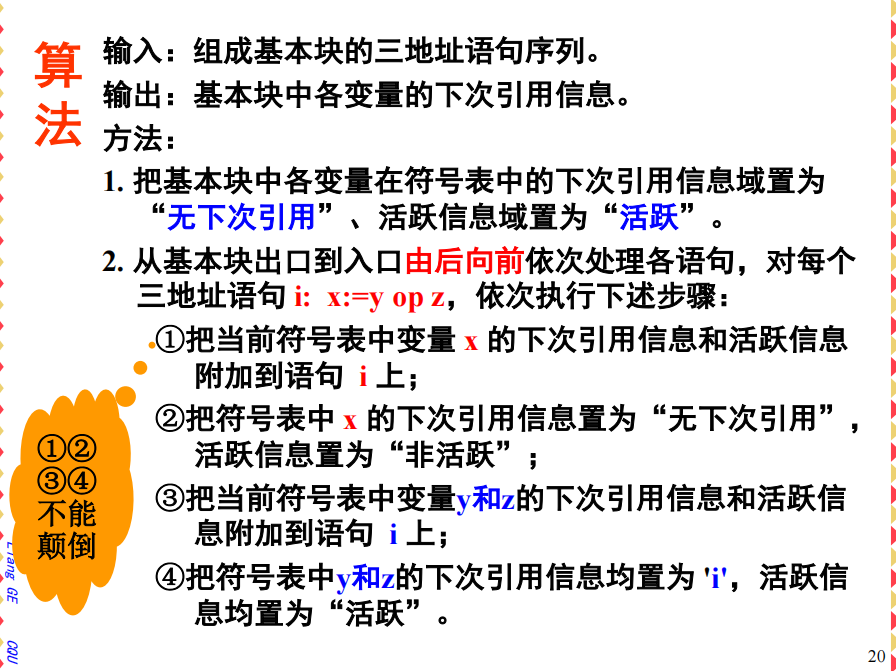 算
法
输入：组成基本块的三地址语句序列。
输出：基本块中各变量的下次引用信息。
方法：
1. 把基本块中各变量在符号表中的下次引用信息域置为
“无下次引用”、活跃信息域置为“活跃”。
2. 从基本块出口到入口由后向前依次处理各语句，对每个
三地址语句 i: x:=y op z，依次执行下述步骤：
①把当前符号表中变量 x 的下次引用信息和活跃信息
附加到语句 i 上；
②把符号表中 x 的下次引用信息置为“无下次引用”，
活跃信息置为“非活跃”；
③把当前符号表中变量y和z的下次引用信息和活跃信
息附加到语句 i 上；
④把符号表中y和z的下次引用信息均置为 'i'，活跃信
息均置为“活跃”。
①②
③④
不能
颠倒
LYang GE CQU
20